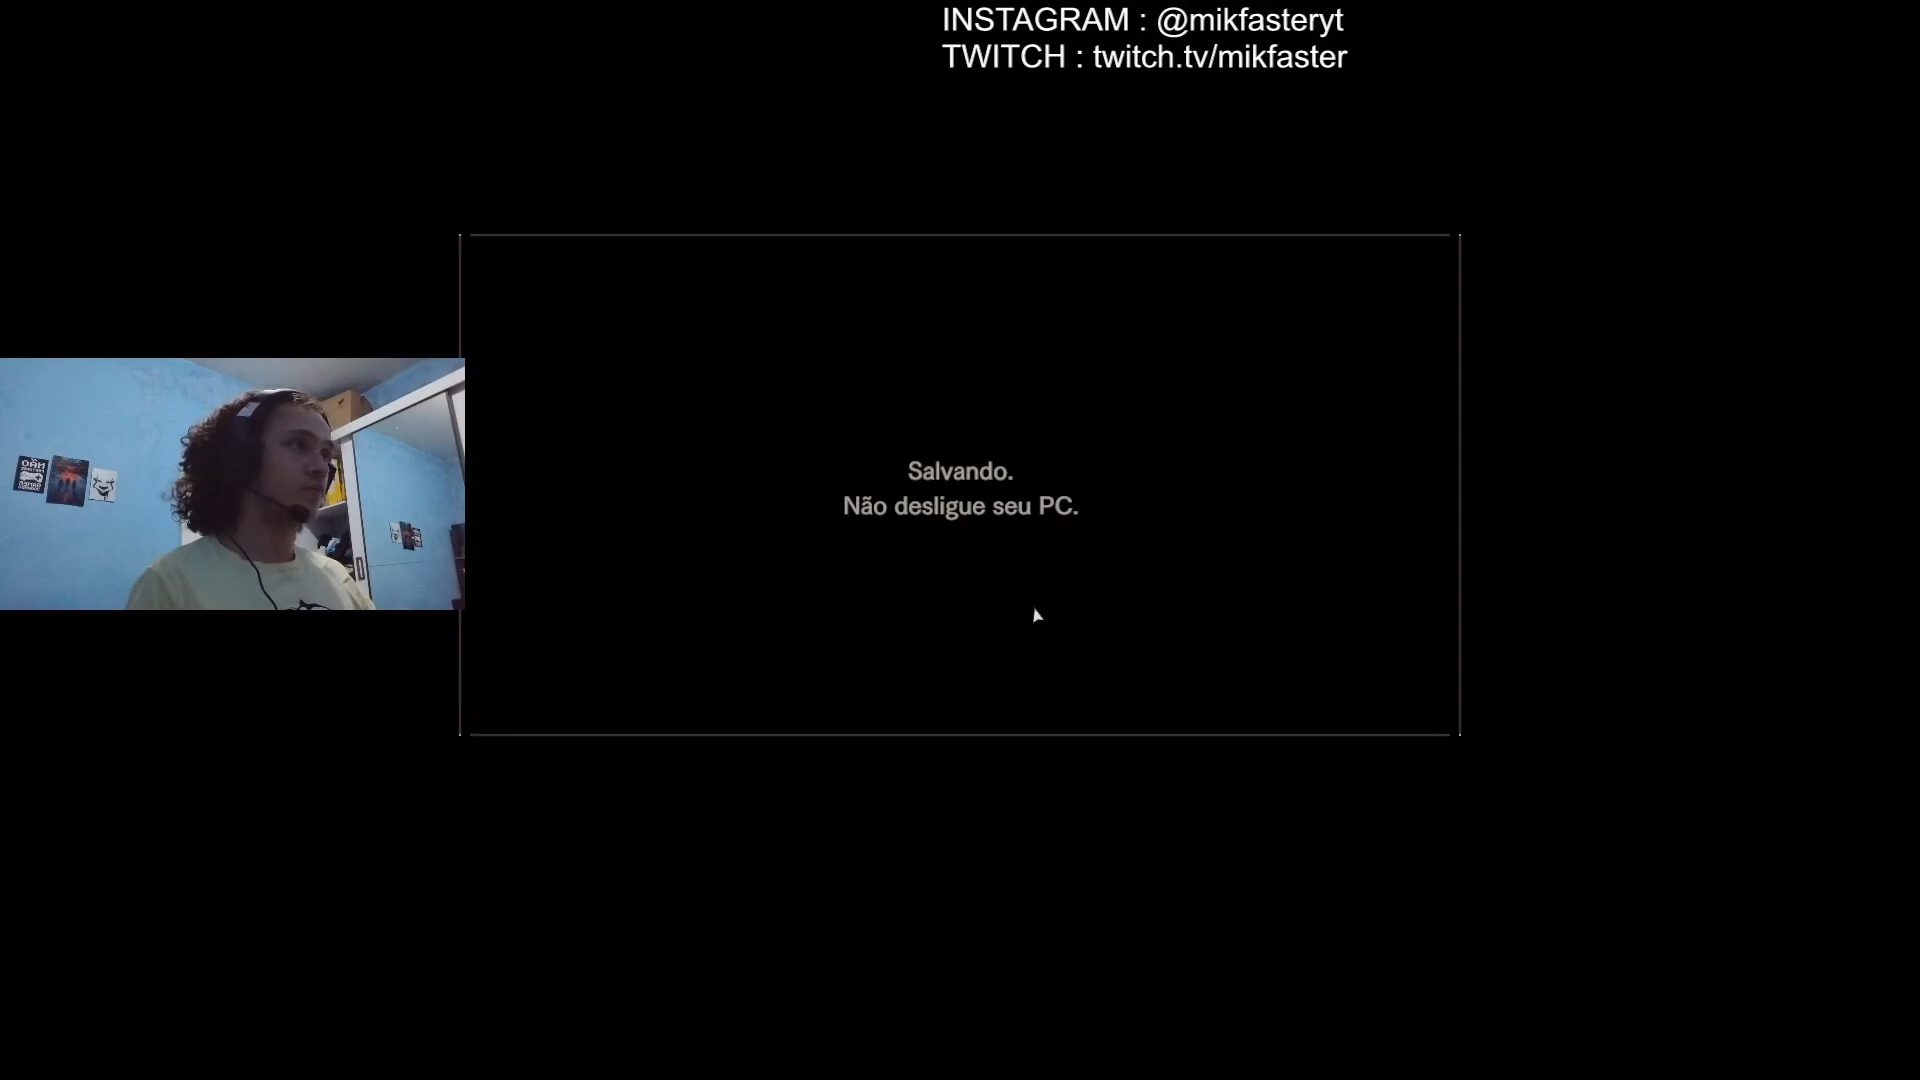 INSTAGRAM : @mikfasteryt
TWITCH : twitch.tv/mikfaster
Salvando.
Não desligue seu PC.